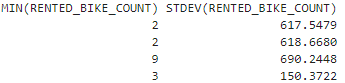 MIN(RENTED_BIKE_COUNT) STDEV(RENTED_BIKE_COUNT)
2 617.5479
2 618.6680
9 690.2448
3 150.3722